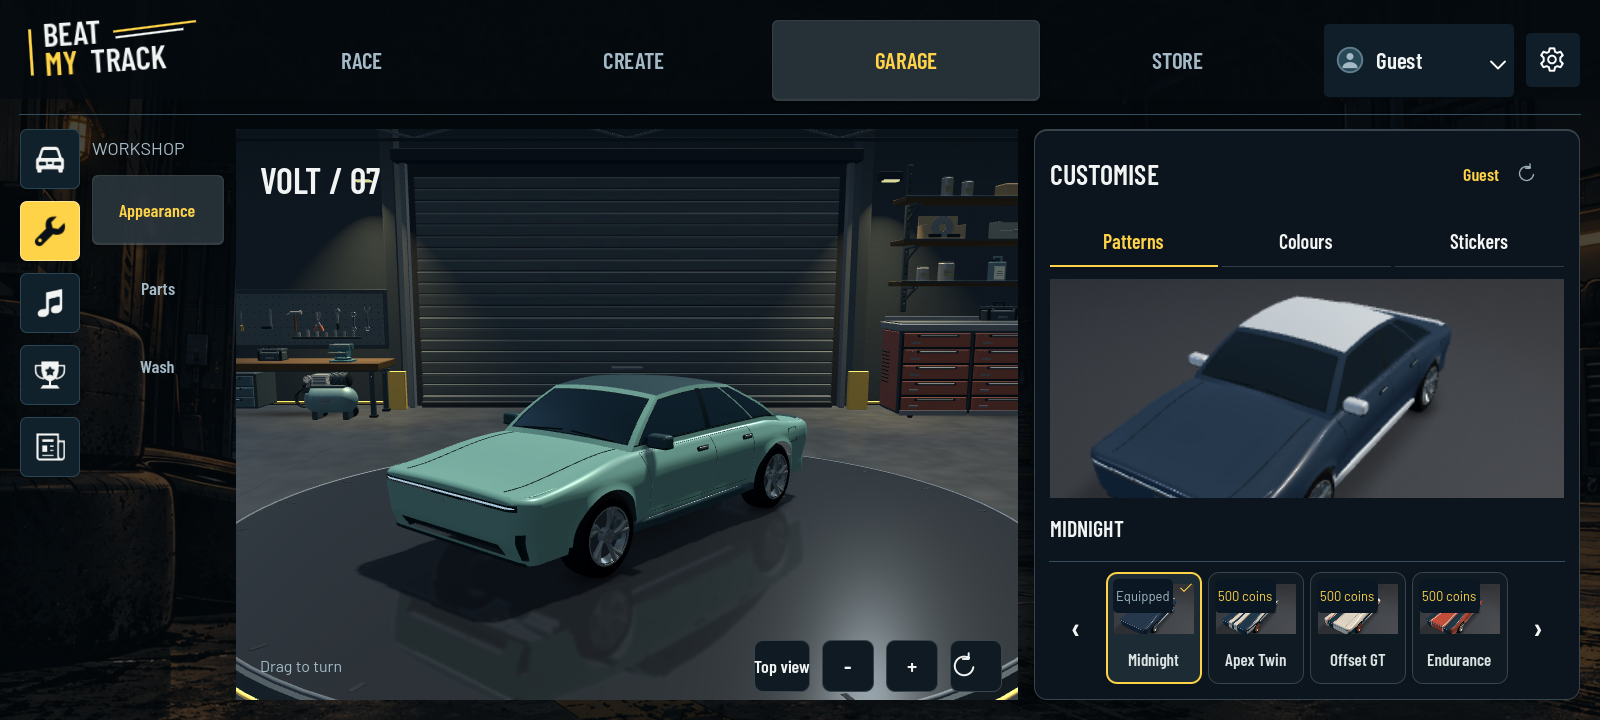 BEAT
MY TRACK
RACE
CREATE
GARAGE
STORE
Guest
WORKSHOP
Appearance
Parts
Wash
VOLT / 07
Drag to turn
Top view
-
+
CUSTOMISE
Guest
Patterns
Colours
Stickers
MIDNIGHT
Equipped
500 coins
500 coins
500 coins
‹
›
Midnight
Apex Twin
Offset GT
Endurance